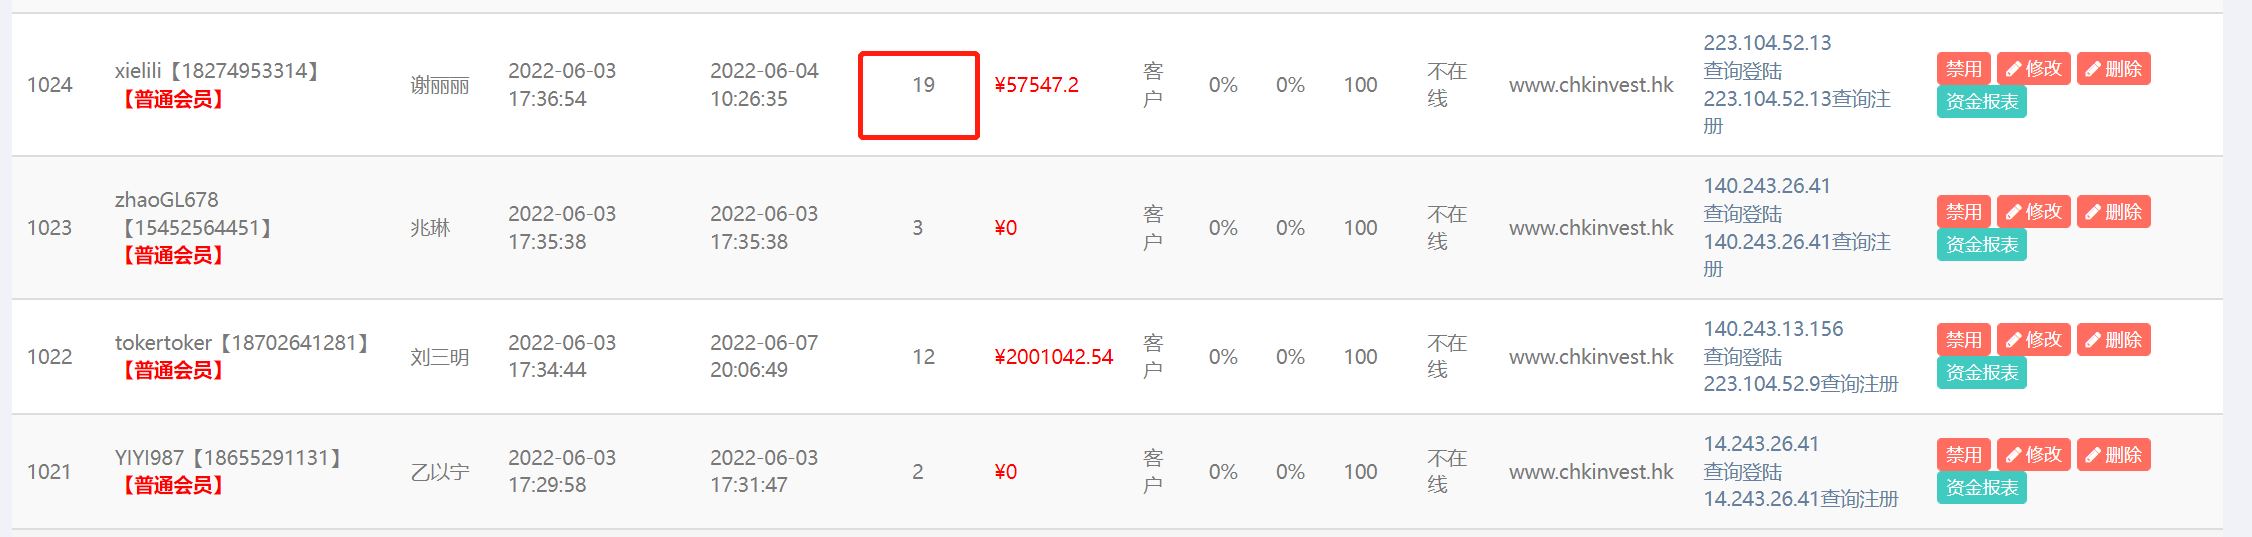 1024
xielili【18274953314】
【普通会员】
谢丽丽
2022-06-03
17:36:54
2022-06-04
10:26:35
19
¥57547.2
客
户
0%
0%
100
不在
线
www.chkinvest.hk
223.104.52.13
查询登陆
223.104.52.13查询注
册
禁用 修改 删除
资金报表
1023
zhaoGL678
【15452564451】
【普通会员】
兆琳
2022-06-03
17:35:38
2022-06-03
17:35:38
3
¥0
客
户
0%
0%
100
不在
线
www.chkinvest.hk
140.243.26.41
查询登陆
140.243.26.41查询注
册
禁用 修改 删除
资金报表
1022
tokertoker【18702641281】
【普通会员】
刘三明
2022-06-03
17:34:44
2022-06-07
20:06:49
12
¥2001042.54
客
户
0%
0%
100
不在
线
www.chkinvest.hk
140.243.13.156
查询登陆
223.104.52.9查询注册
禁用 修改 删除
资金报表
1021
YIYI987【18655291131】
【普通会员】
乙以宁
2022-06-03
17:29:58
2022-06-03
17:31:47
2
¥0
客
户
0%
0%
100
不在
线
www.chkinvest.hk
14.243.26.41
查询登陆
14.243.26.41查询注册
禁用 修改 删除
资金报表